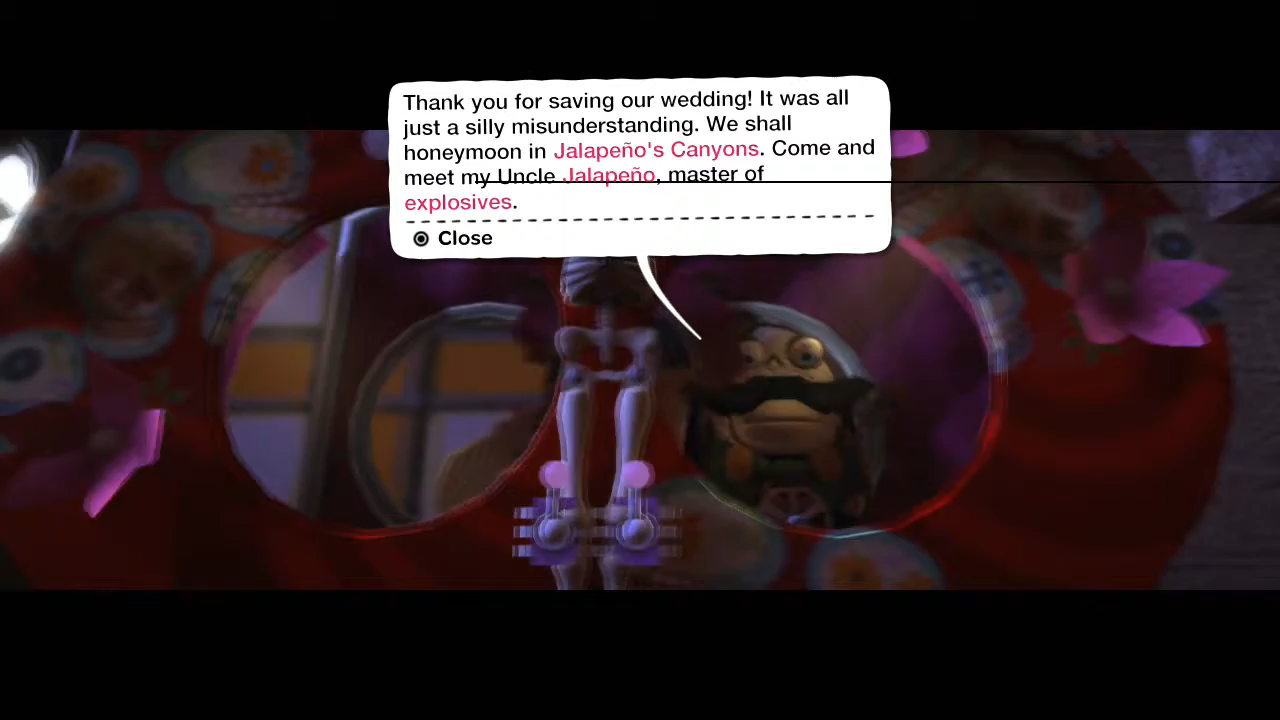 Thank you for saving our wedding! It was all
just a silly misunderstanding. We shall
honeymoon in Jalapeño's Canyons. Come and
meet my Uncle Jalapeño, master of
explosives.
Close